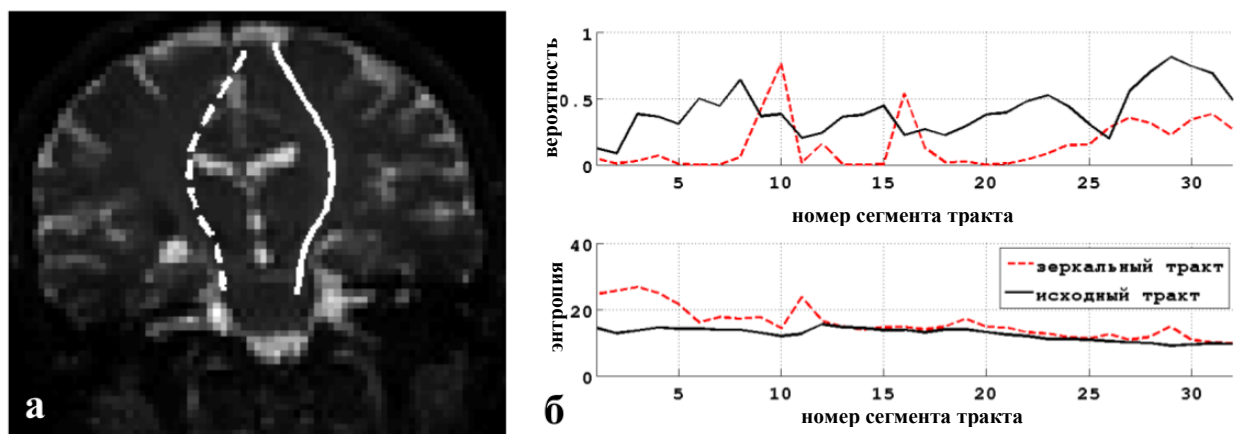 а
1
0.5
0
вероятность
5 10 15 20 25 30
номер сегмента тракта
40
20
0
энтропия
зеркальный тракт
исходный тракт
5 10 15 20 25 30
номер сегмента тракта
б